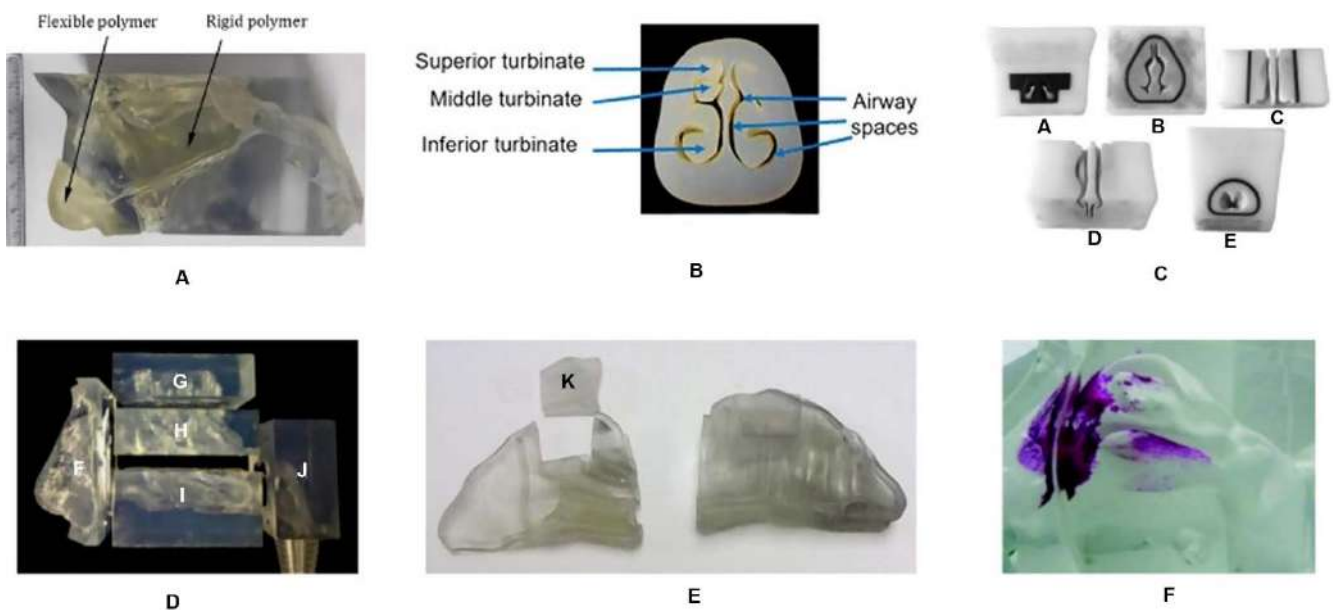 Flexible polymer
Rigid polymer
A
Superior turbinate
Middle turbinate
Inferior turbinate
Airway
spaces
B
A
B
C
D
E
C
G
H
F
I
J
D
K
E
F